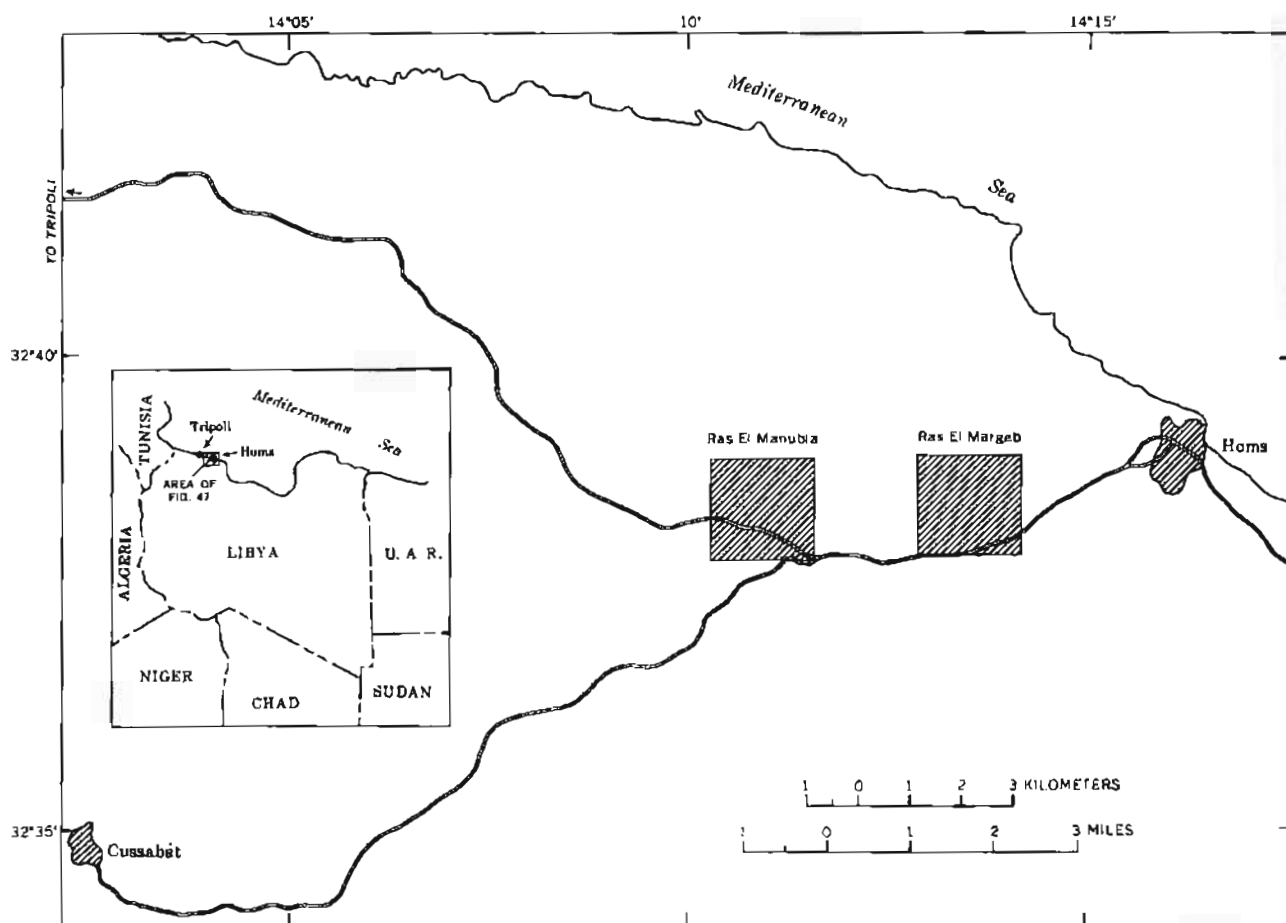 14°05'
10'
14°15'
Mediterranean
Sea
TO TRIPOLI
32°40'
Mediterranean
Sea
TUNISIA
Tripoli
Homs
AREA OF
FIG. 47
ALGERIA
LIBYA
U. A. R.
NIGER
CHAD
SUDAN
Ras El Manubia
Ras El Margeb
Homs
1 0 1 2 3 KILOMETERS
1 0 1 2 3 MILES
32°35'
Cussabát